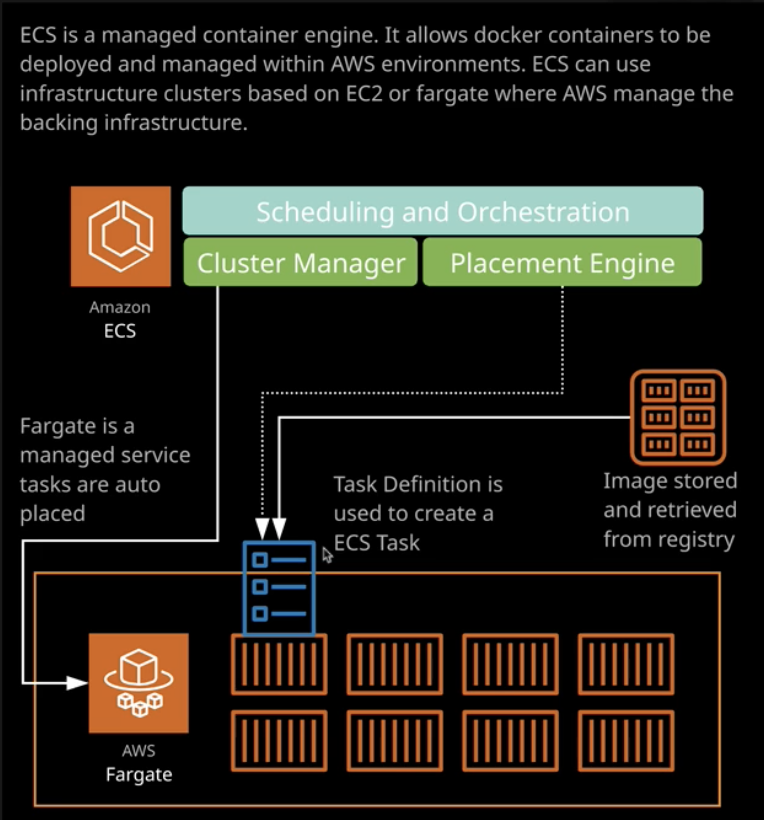 ECS is a managed container engine. It allows docker containers to be
deployed and managed within AWS environments. ECS can use
infrastructure clusters based on EC2 or fargate where AWS manage the
backing infrastructure.
Scheduling and Orchestration
Cluster Manager
Placement Engine
Amazon
ECS
Fargate is a
managed service
tasks are auto
placed
Task Definition is
used to create a
ECS Task
Image stored
and retrieved
from registry
AWS
Fargate